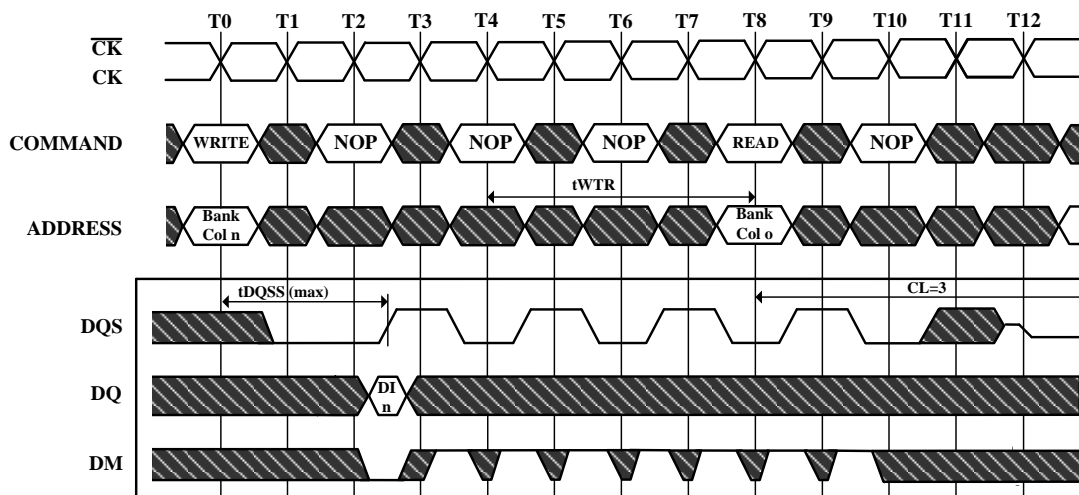 T0 T1 T2 T3 T4 T5 T6 T7 T8 T9 T10 T11 T12
CK
CK
COMMAND WRITE NOP NOP NOP READ NOP
tWTR
ADDRESS Bank Col n Bank Col o
tDQSS (max) CL=3
DQS
DQ DI n
DM